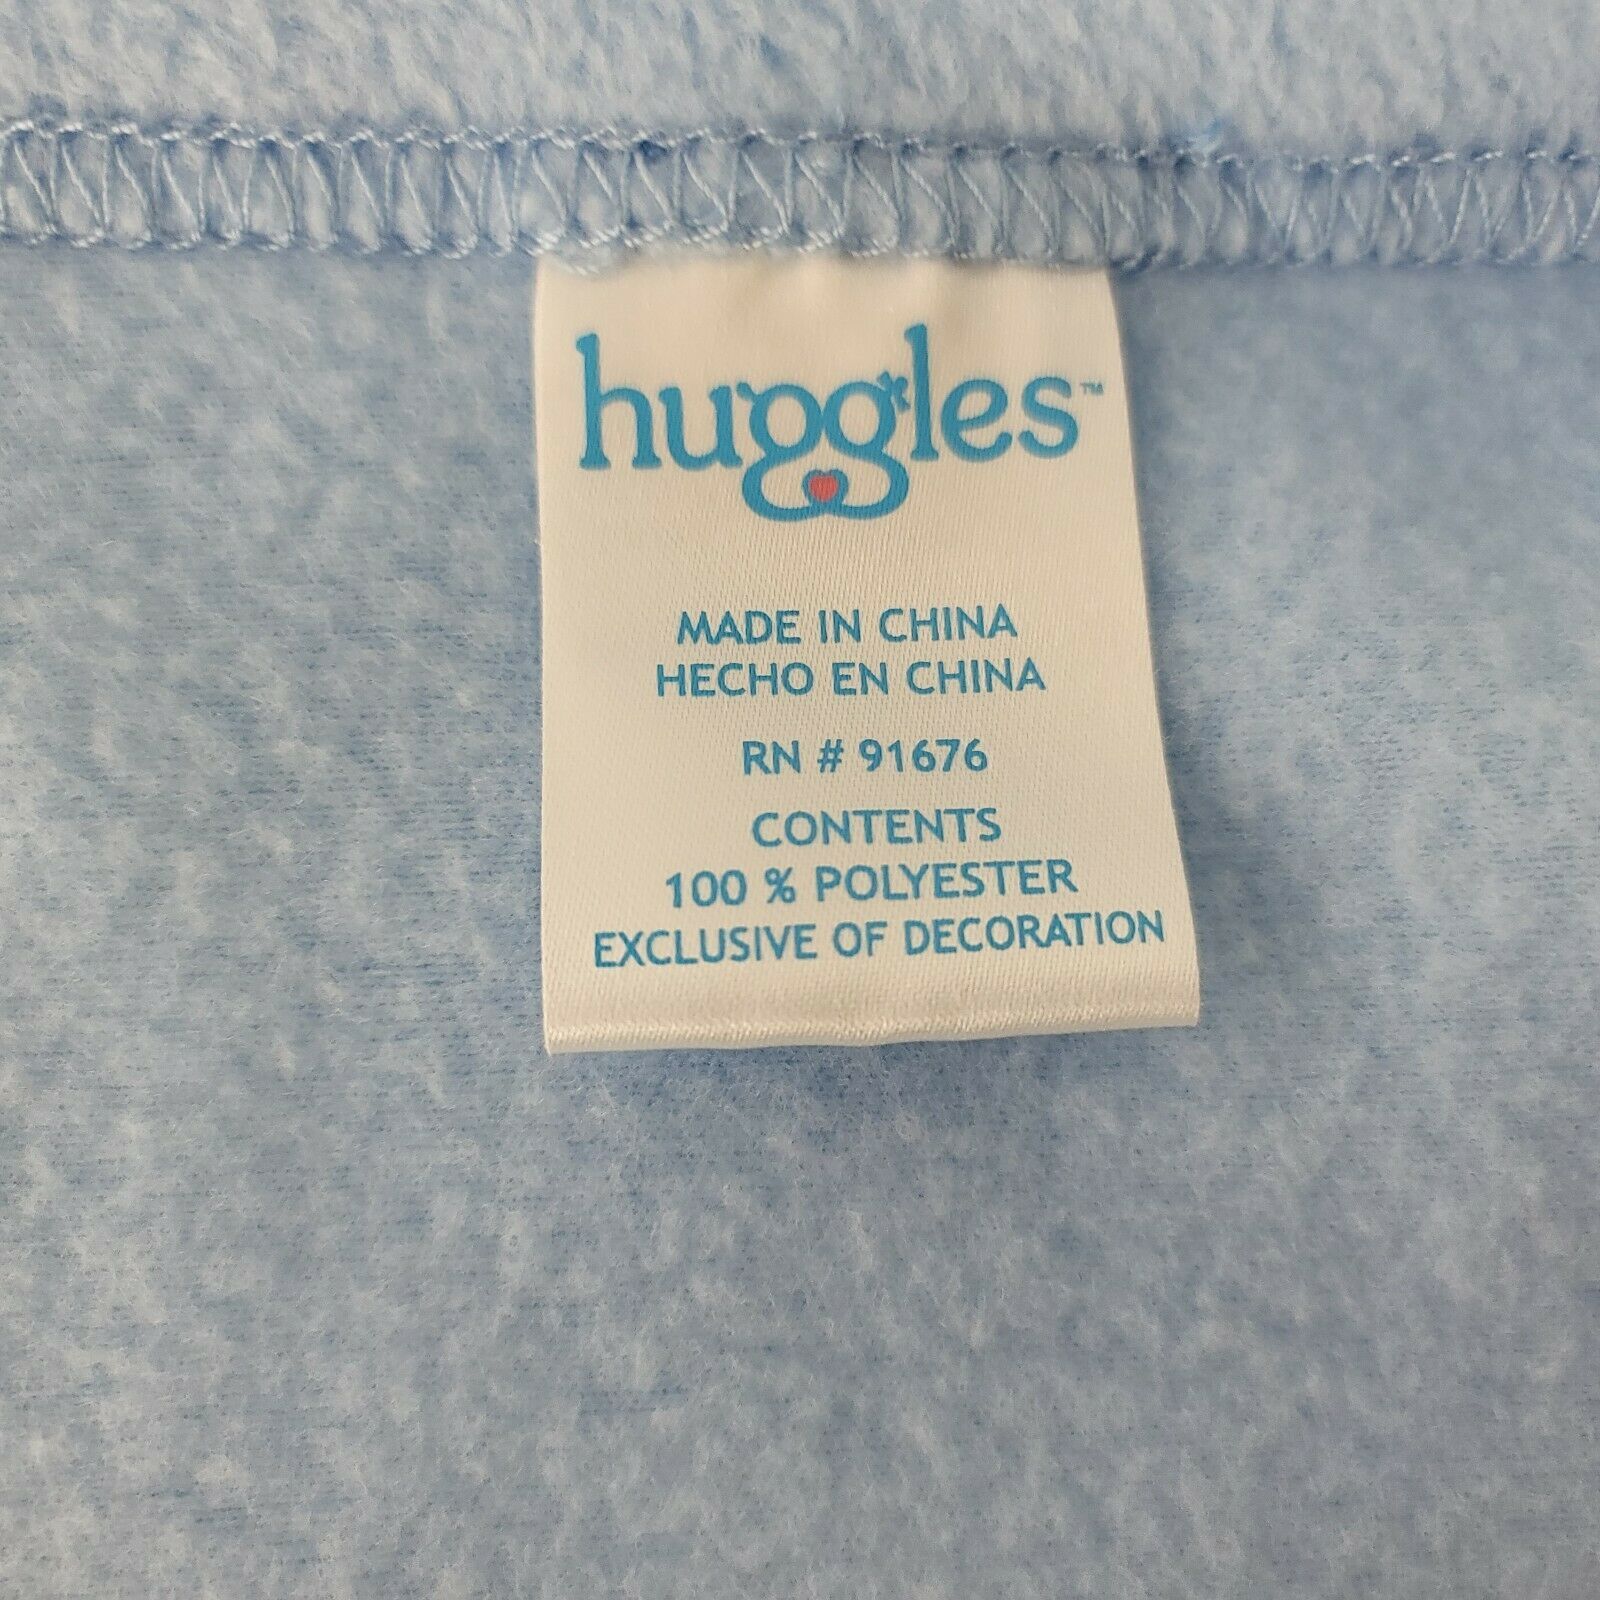 huggles™
MADE IN CHINA
HECHO EN CHINA
RN # 91676
CONTENTS
100 % POLYESTER
EXCLUSIVE OF DECORATION